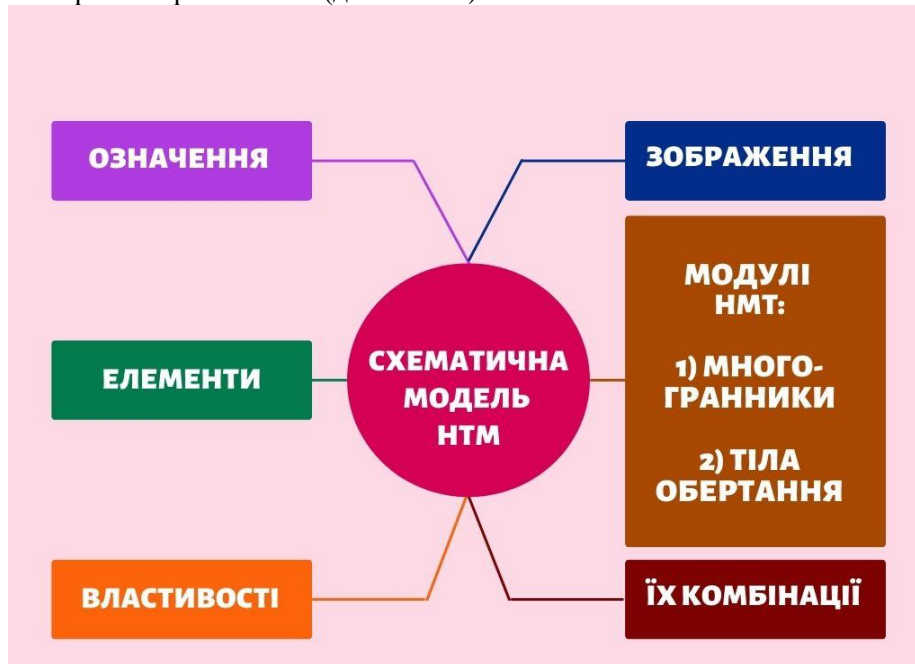 ОЗНАЧЕННЯ
ЗОБРАЖЕННЯ
ЕЛЕМЕНТИ
СХЕМАТИЧНА
МОДЕЛЬ
НТМ
МОДУЛІ
НМТ:
1) МНОГО-
ГРАННИКИ
2) ТІЛА
ОБЕРТАННЯ
ВЛАСТИВОСТІ
ЇХ КОМБІНАЦІЇ